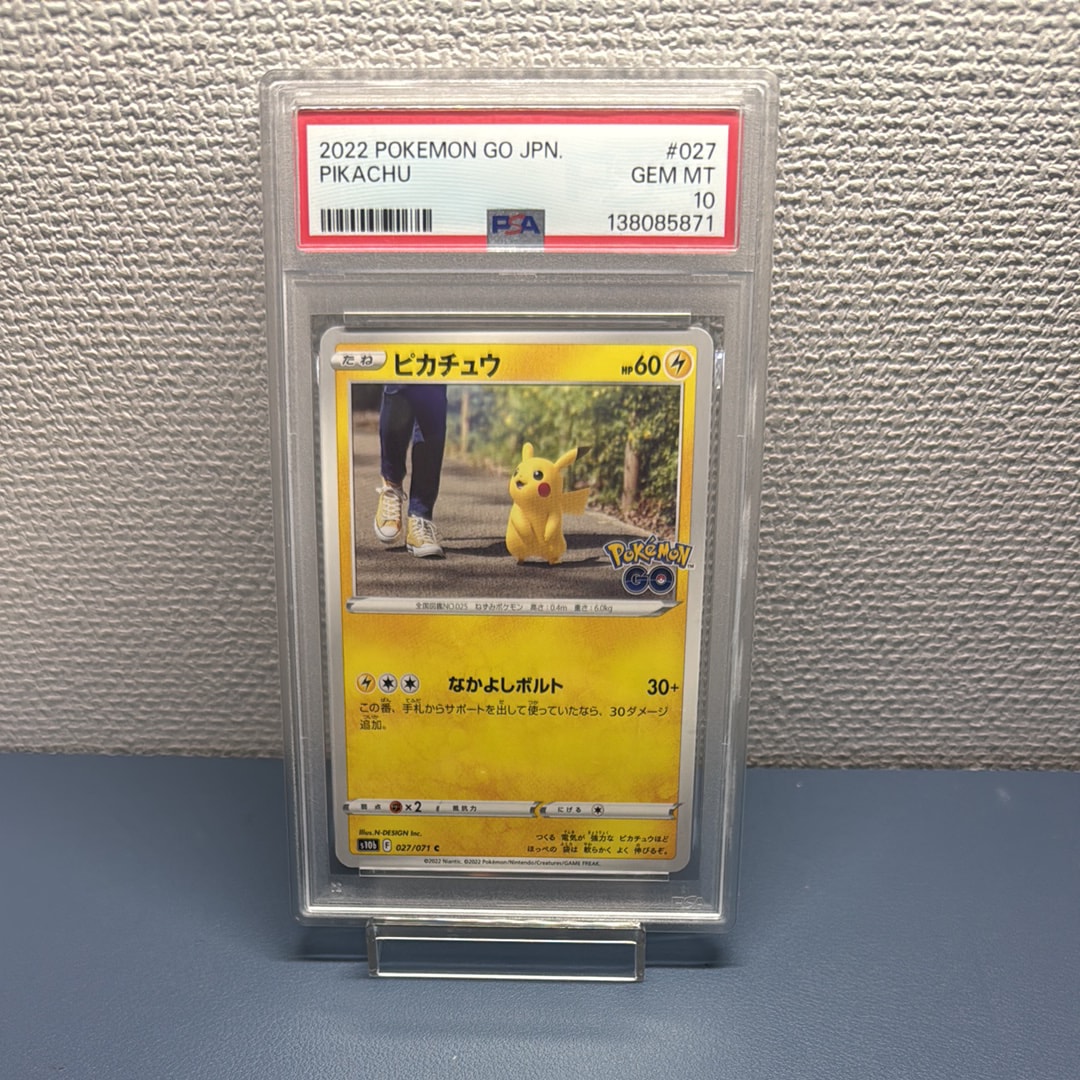 2022 POKEMON GO JPN. #027
PIKACHU GEM MT
10
PSA 138085871
たね ピカチュウ HP60
POKÉMON
GO
全国図鑑NO.025 ねずみポケモン 高さ:0.4m 重さ:6.0kg
なかよしボルト 30+
この番、手札からサポートを出して使っていたなら、30ダメージ
追加。
弱点 ×2 抵抗力 にげる
Illus.N-DESIGN Inc.
s10b F 027/071 C
つくる 電気が 強力な ピカチュウほど
ほっぺの 袋は 軟らかく よく 伸びるぞ。
©2022 Niantic. ©2022 Pokémon/Nintendo/Creatures/GAME FREAK.